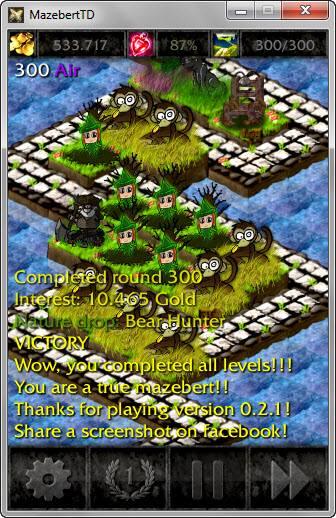 MazebertTD
533.717 87% 300/300
300 Air
Completed round 300
Interest: 10.465 Gold
Nature drop: Bear Hunter
VICTORY
Wow, you completed all levels!!!
You are a true mazebert!!
Thanks for playing version 0.2.1!
Share a screenshot on facebook!
1